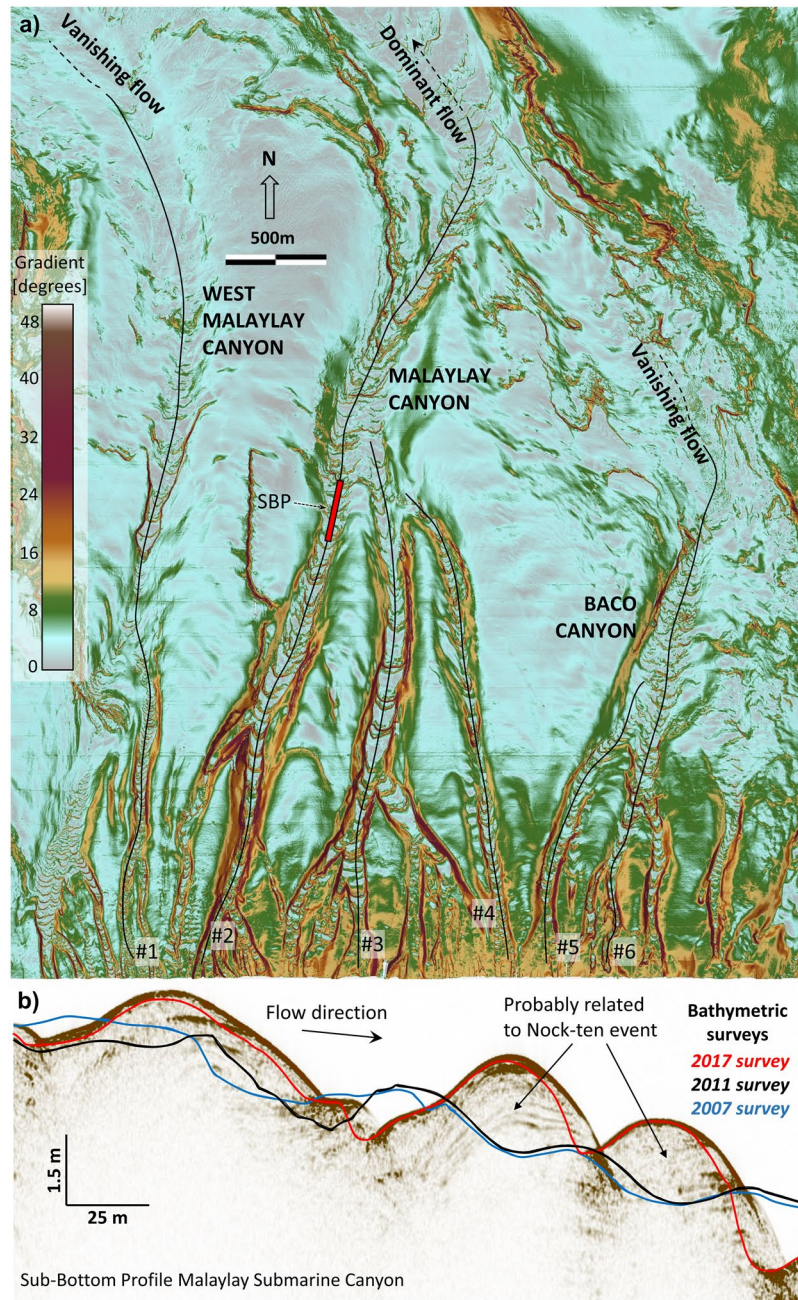 a)
Vanishing flow
Dominant flow
N
500m
Gradient
[degrees]
48
40
32
24
16
8
0
WEST
MALAYLAY
CANYON
MALAYLAY
CANYON
Vanishing flow
SBP
BACO
CANYON
#1
#2
#3
#4
#5
#6
b)
Flow direction
Probably related
to Nock-ten event
Bathymetric
surveys
2017 survey
2011 survey
2007 survey
1.5 m
25 m
Sub-Bottom Profile Malaylay Submarine Canyon